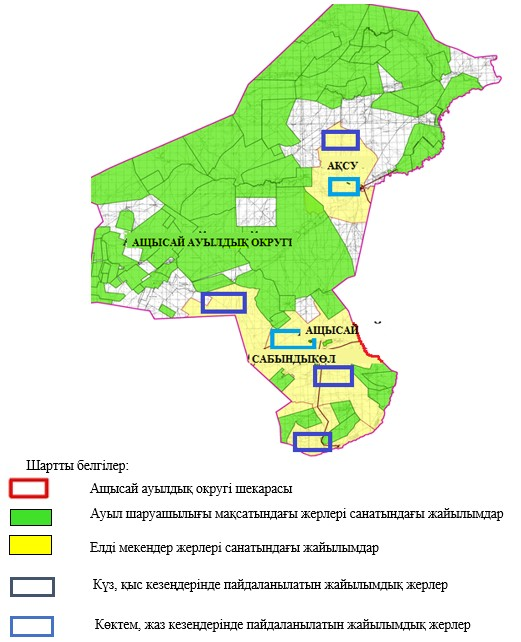 АҚСУ
АЩЫСАЙ АУЫЛДЫҚ ОКРУГІ
АЩЫСАЙ
САБЫНДЫКӨЛ
Шартты белгілер:
Ащысай ауылдық округі шекарасы
Ауыл шаруашылығы мақсатындағы жерлері санатындағы жайылымдар
Елді мекендер жерлері санатындағы жайылымдар
Күз, қыс кезеңдерінде пайдаланылатын жайылымдық жерлер
Көктем, жаз кезеңдерінде пайдаланылатын жайылымдық жерлер